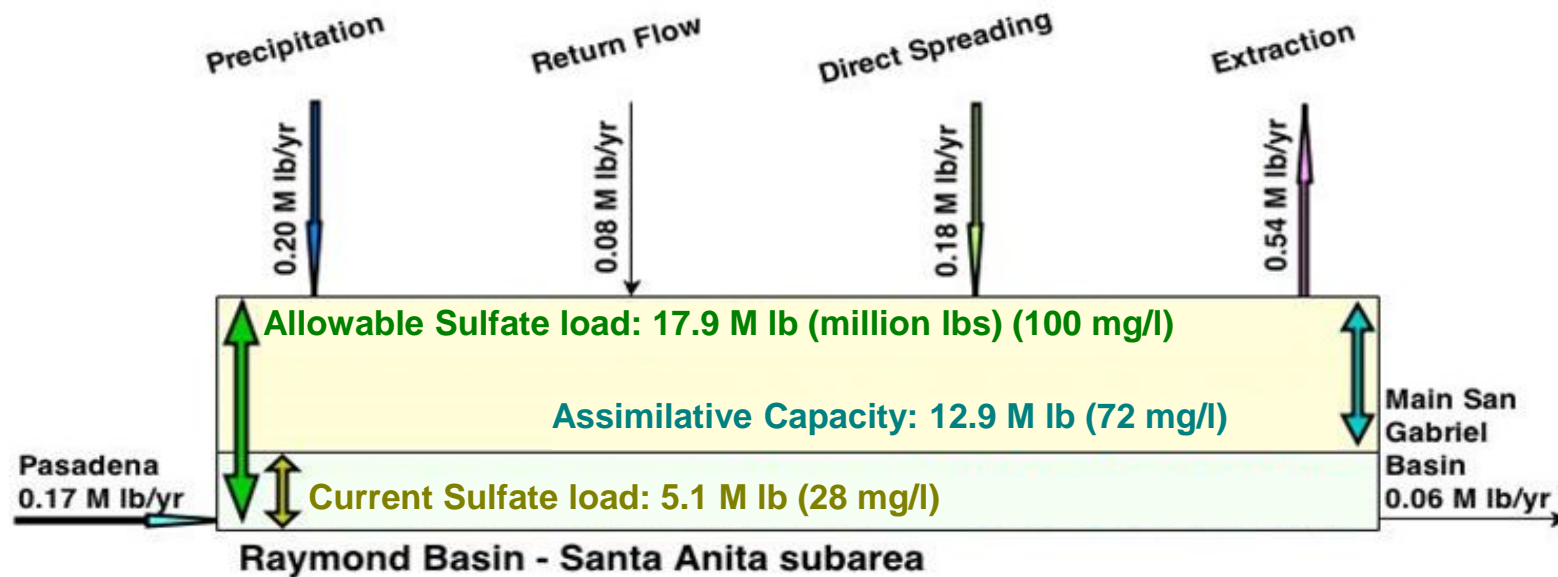 Precipitation
Return Flow
Direct Spreading
Extraction
0.20 M lb/yr
0.08 M lb/yr
0.18 M lb/yr
0.54 M lb/yr
Allowable Sulfate load: 17.9 M lb (million lbs) (100 mg/l)
Assimilative Capacity: 12.9 M lb (72 mg/l)
Main San
Gabriel
Basin
0.06 M lb/yr
Pasadena
0.17 M lb/yr
Current Sulfate load: 5.1 M lb (28 mg/l)
Raymond Basin - Santa Anita subarea